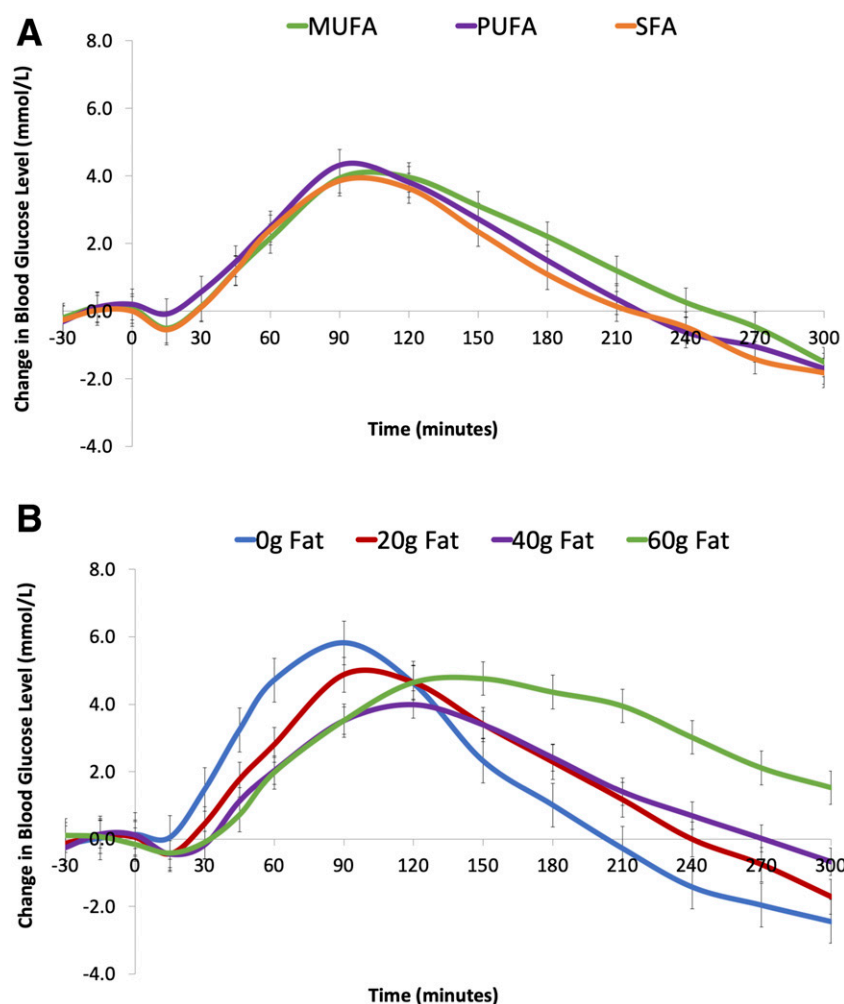 A
MUFA PUFA SFA
Change in Blood Glucose Level (mmol/L)
8.0
6.0
4.0
2.0
0.0
-2.0
-4.0
-30 0 30 60 90 120 150 180 210 240 270 300
Time (minutes)
B
0g Fat 20g Fat 40g Fat 60g Fat
Change in Blood Glucose Level (mmol/L)
8.0
6.0
4.0
2.0
0.0
-2.0
-4.0
-30 0 30 60 90 120 150 180 210 240 270 300
Time (minutes)